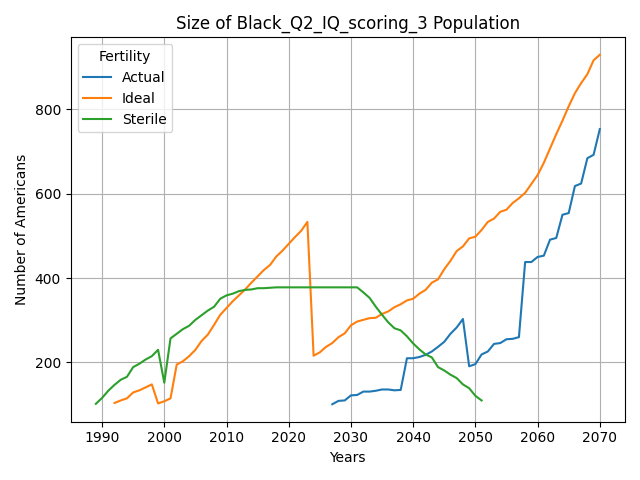 Size of Black_Q2_IQ_scoring_3 Population
Fertility
Actual
Ideal
Sterile
Number of Americans
800
600
400
200
1990 2000 2010 2020 2030 2040 2050 2060 2070
Years